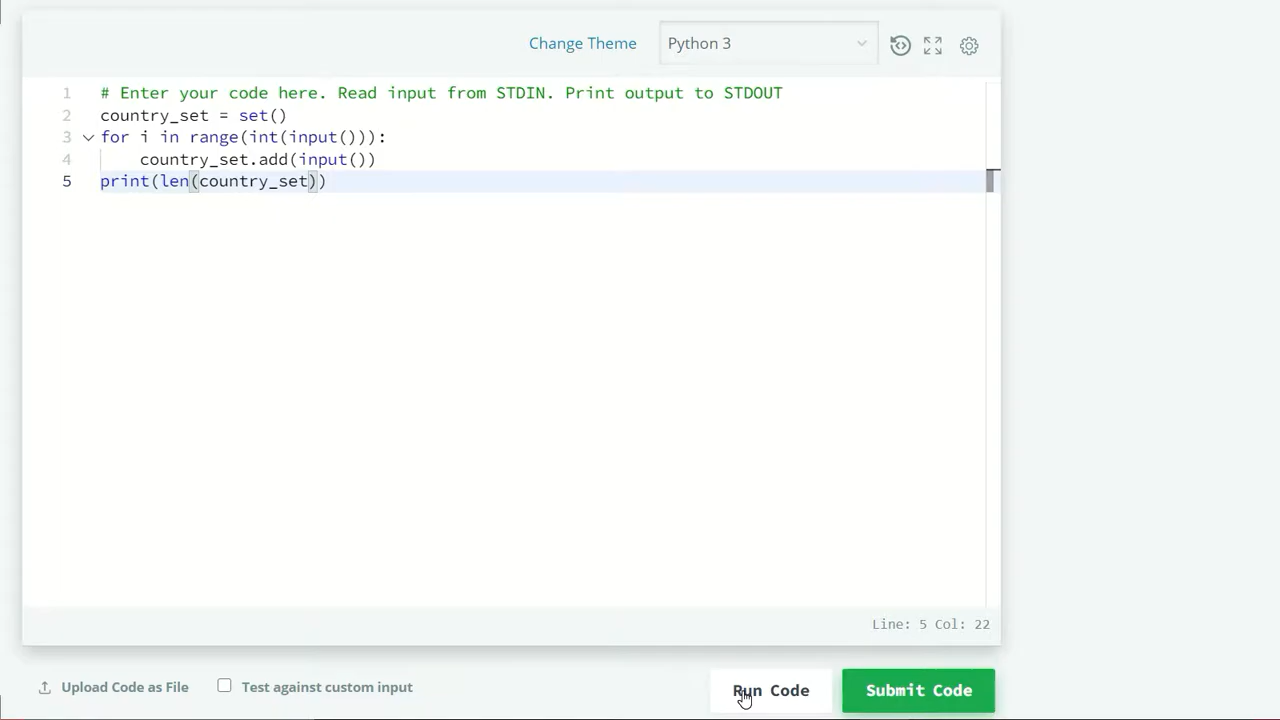 Change Theme
Python 3
1 # Enter your code here. Read input from STDIN. Print output to STDOUT
2 country_set = set()
3 for i in range(int(input())):
4 country_set.add(input())
5 print(len(country_set))
Line: 5 Col: 22
Upload Code as File
Test against custom input
Run Code
Submit Code